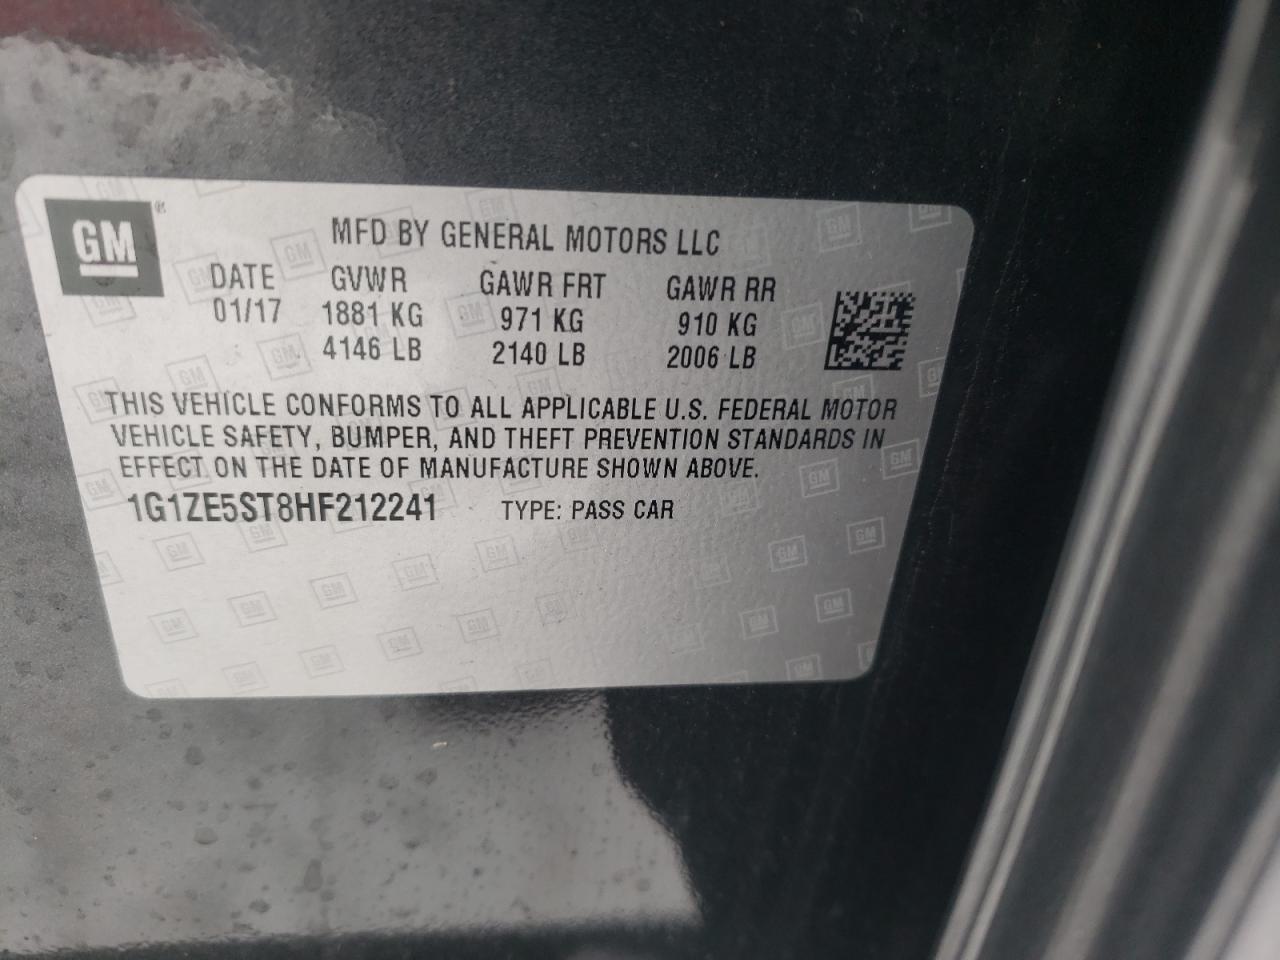 GM®
MFD BY GENERAL MOTORS LLC
DATE GVWR GAWR FRT GAWR RR
01/17 1881 KG 971 KG 910 KG
4146 LB 2140 LB 2006 LB
THIS VEHICLE CONFORMS TO ALL APPLICABLE U.S. FEDERAL MOTOR
VEHICLE SAFETY, BUMPER, AND THEFT PREVENTION STANDARDS IN
EFFECT ON THE DATE OF MANUFACTURE SHOWN ABOVE.
1G1ZE5ST8HF212241 TYPE: PASS CAR